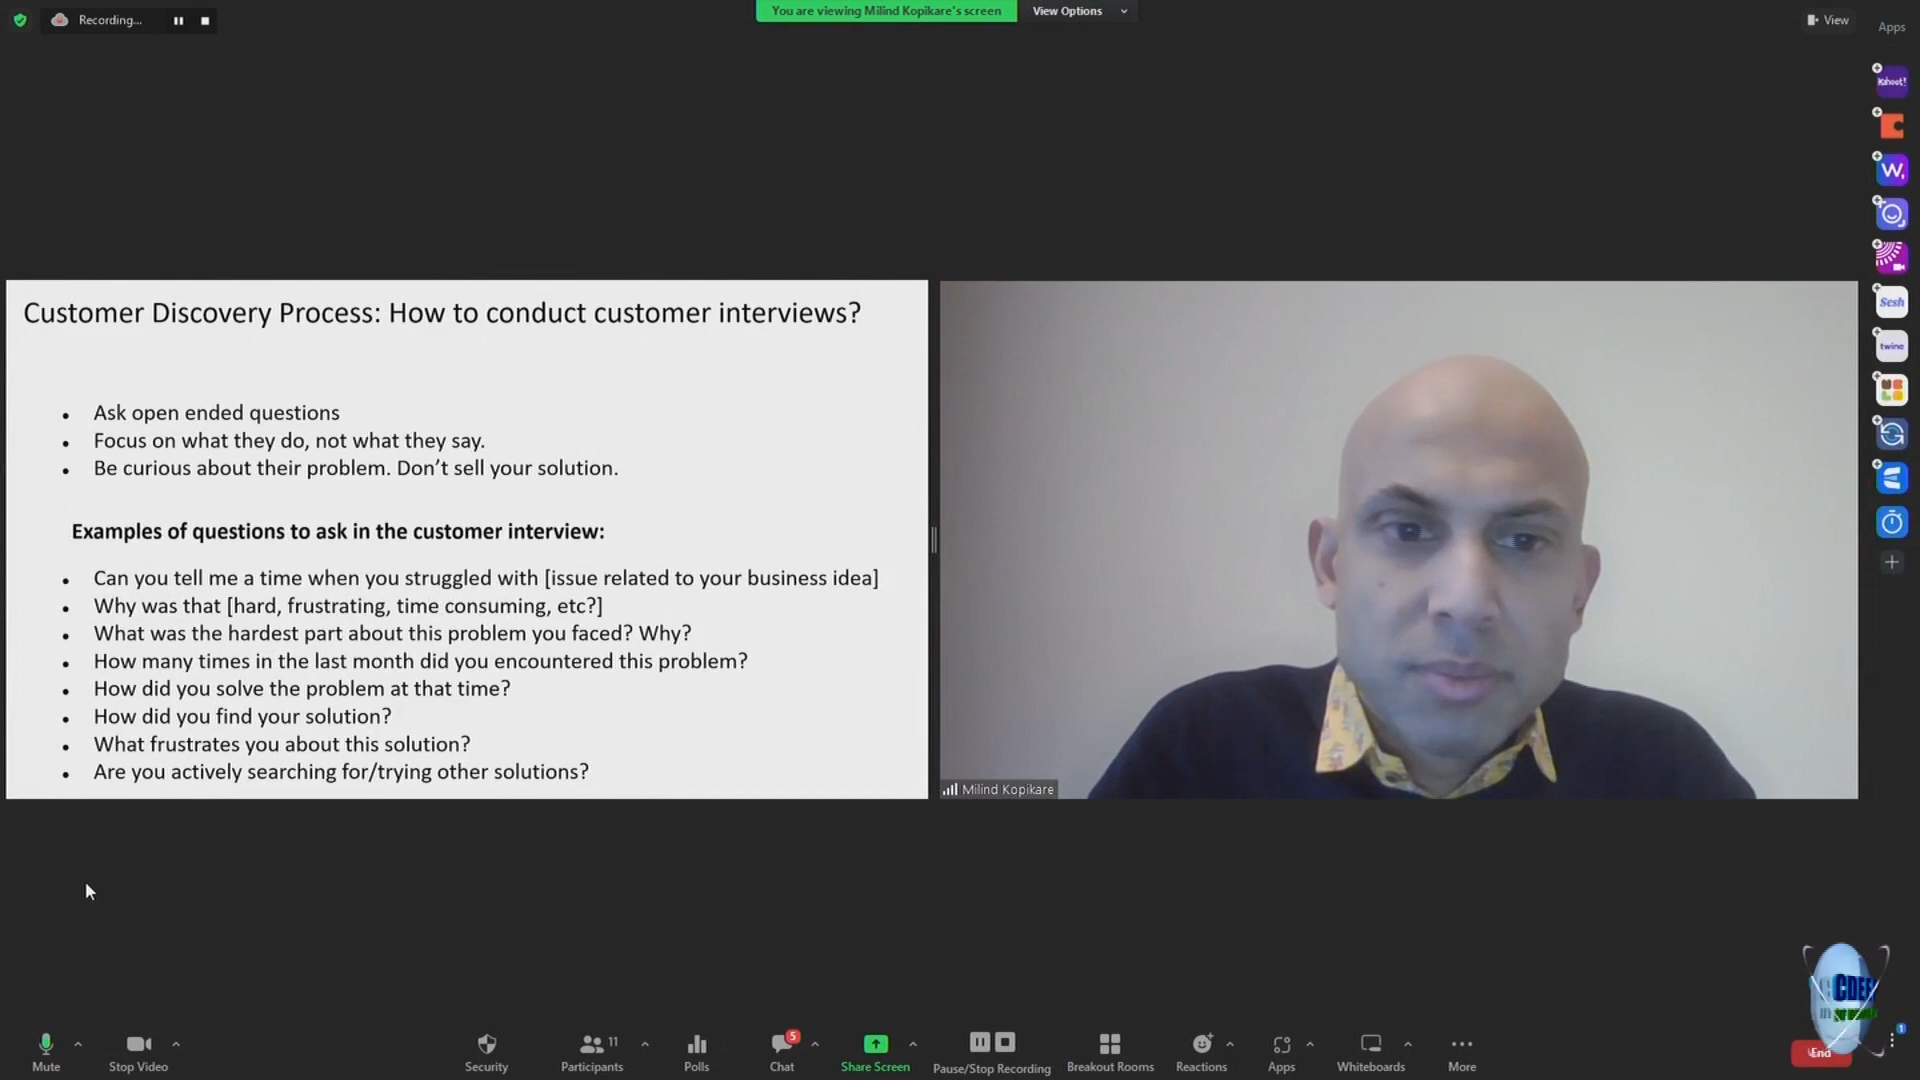 Recording...
You are viewing Milind Kopikare's screen
View Options
View
Apps
Kahoot!
W,
Sesh
twine
Customer Discovery Process: How to conduct customer interviews?
• Ask open ended questions
• Focus on what they do, not what they say.
• Be curious about their problem. Don't sell your solution.
Examples of questions to ask in the customer interview:
• Can you tell me a time when you struggled with [issue related to your business idea]
• Why was that [hard, frustrating, time consuming, etc?]
• What was the hardest part about this problem you faced? Why?
• How many times in the last month did you encountered this problem?
• How did you solve the problem at that time?
• How did you find your solution?
• What frustrates you about this solution?
• Are you actively searching for/trying other solutions?
Milind Kopikare
Mute
Stop Video
Security
Participants
11
Polls
Chat
5
Share Screen
Pause/Stop Recording
Breakout Rooms
Reactions
Apps
Whiteboards
More
End
1